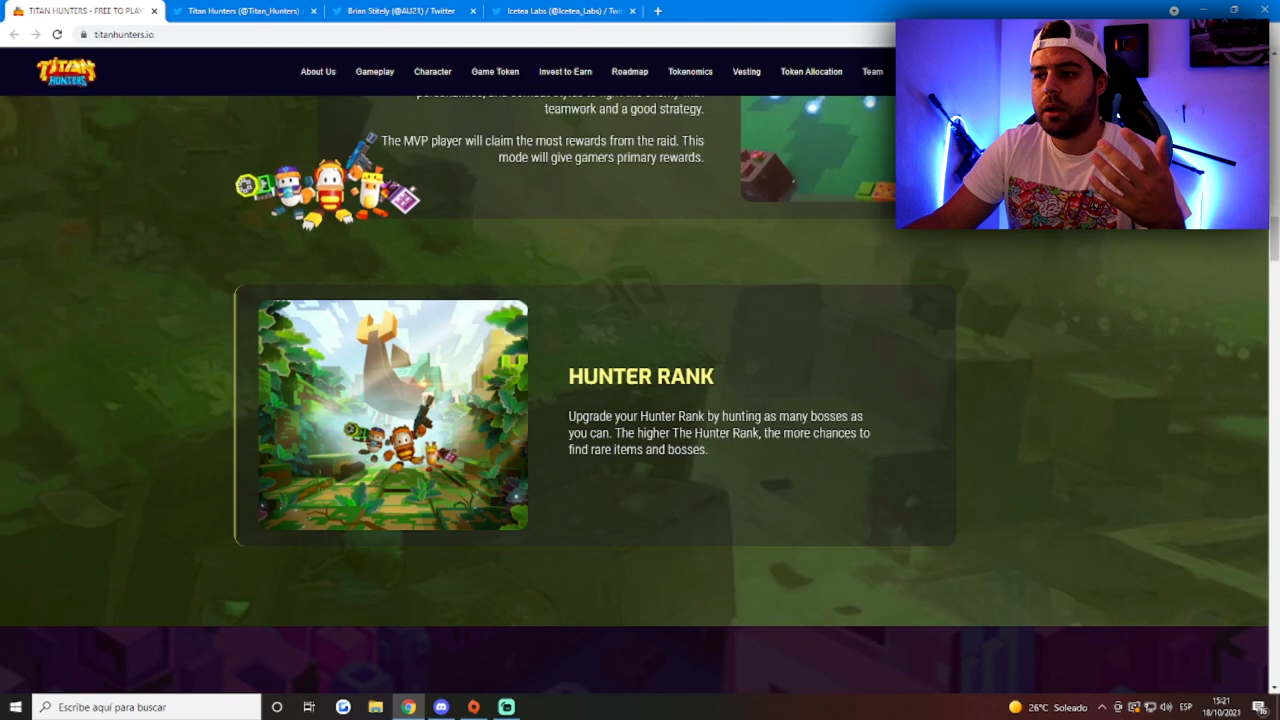 TITAN HUNTERS - FREE TO PLAY
Titan Hunters (@Titan_Hunters) /
Brian Stitely (@AU21) / Twitter
Icetea Labs (@Icetea_Labs) / Twi
titanhunters.io
TITAN
HUNTERS
About Us
Gameplay
Character
Game Token
Invest to Earn
Roadmap
Tokenomics
Vesting
Token Allocation
Team
teamwork and a good strategy.
The MVP player will claim the most rewards from the raid. This
mode will give gamers primary rewards.
HUNTER RANK
Upgrade your Hunter Rank by hunting as many bosses as
you can. The higher The Hunter Rank, the more chances to
find rare items and bosses.
Escribe aquí para buscar
26°C Soleado
ESP
15:21
18/10/2021